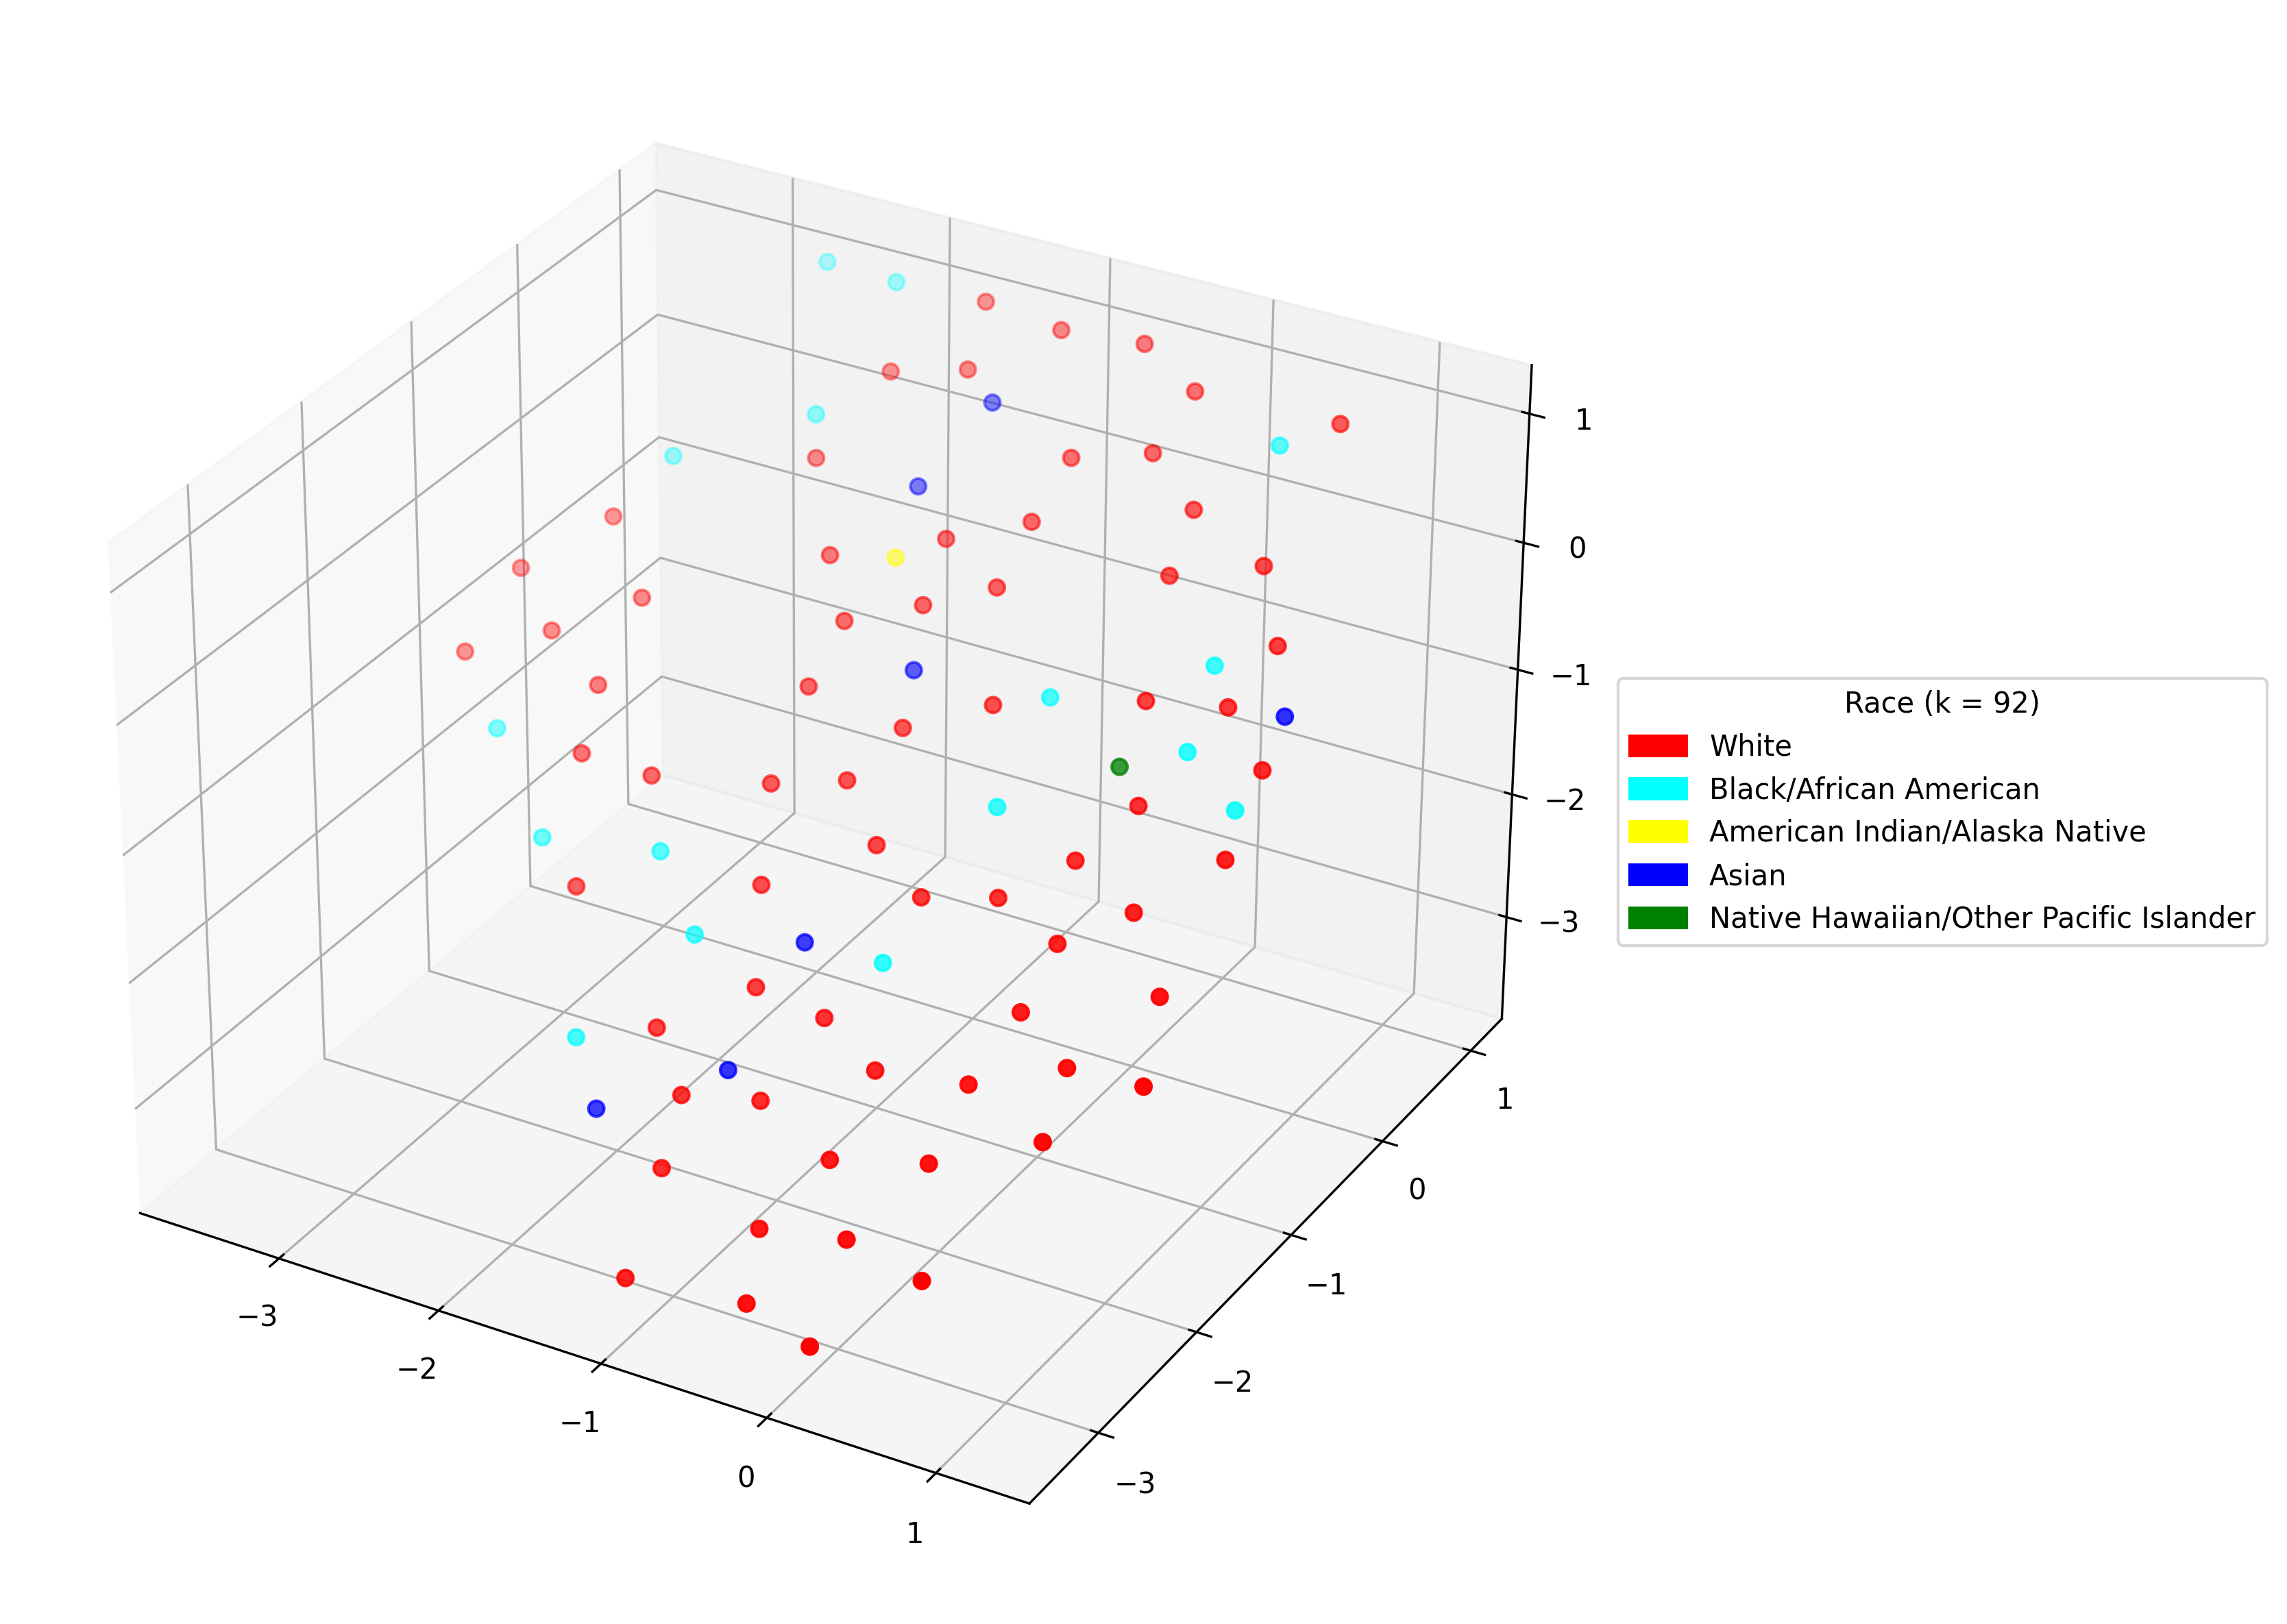 1
0
−1
−2
−3
Race (k = 92)
White
Black/African American
American Indian/Alaska Native
Asian
Native Hawaiian/Other Pacific Islander
1
0
−1
−2
−3
−3
−2
−1
0
1